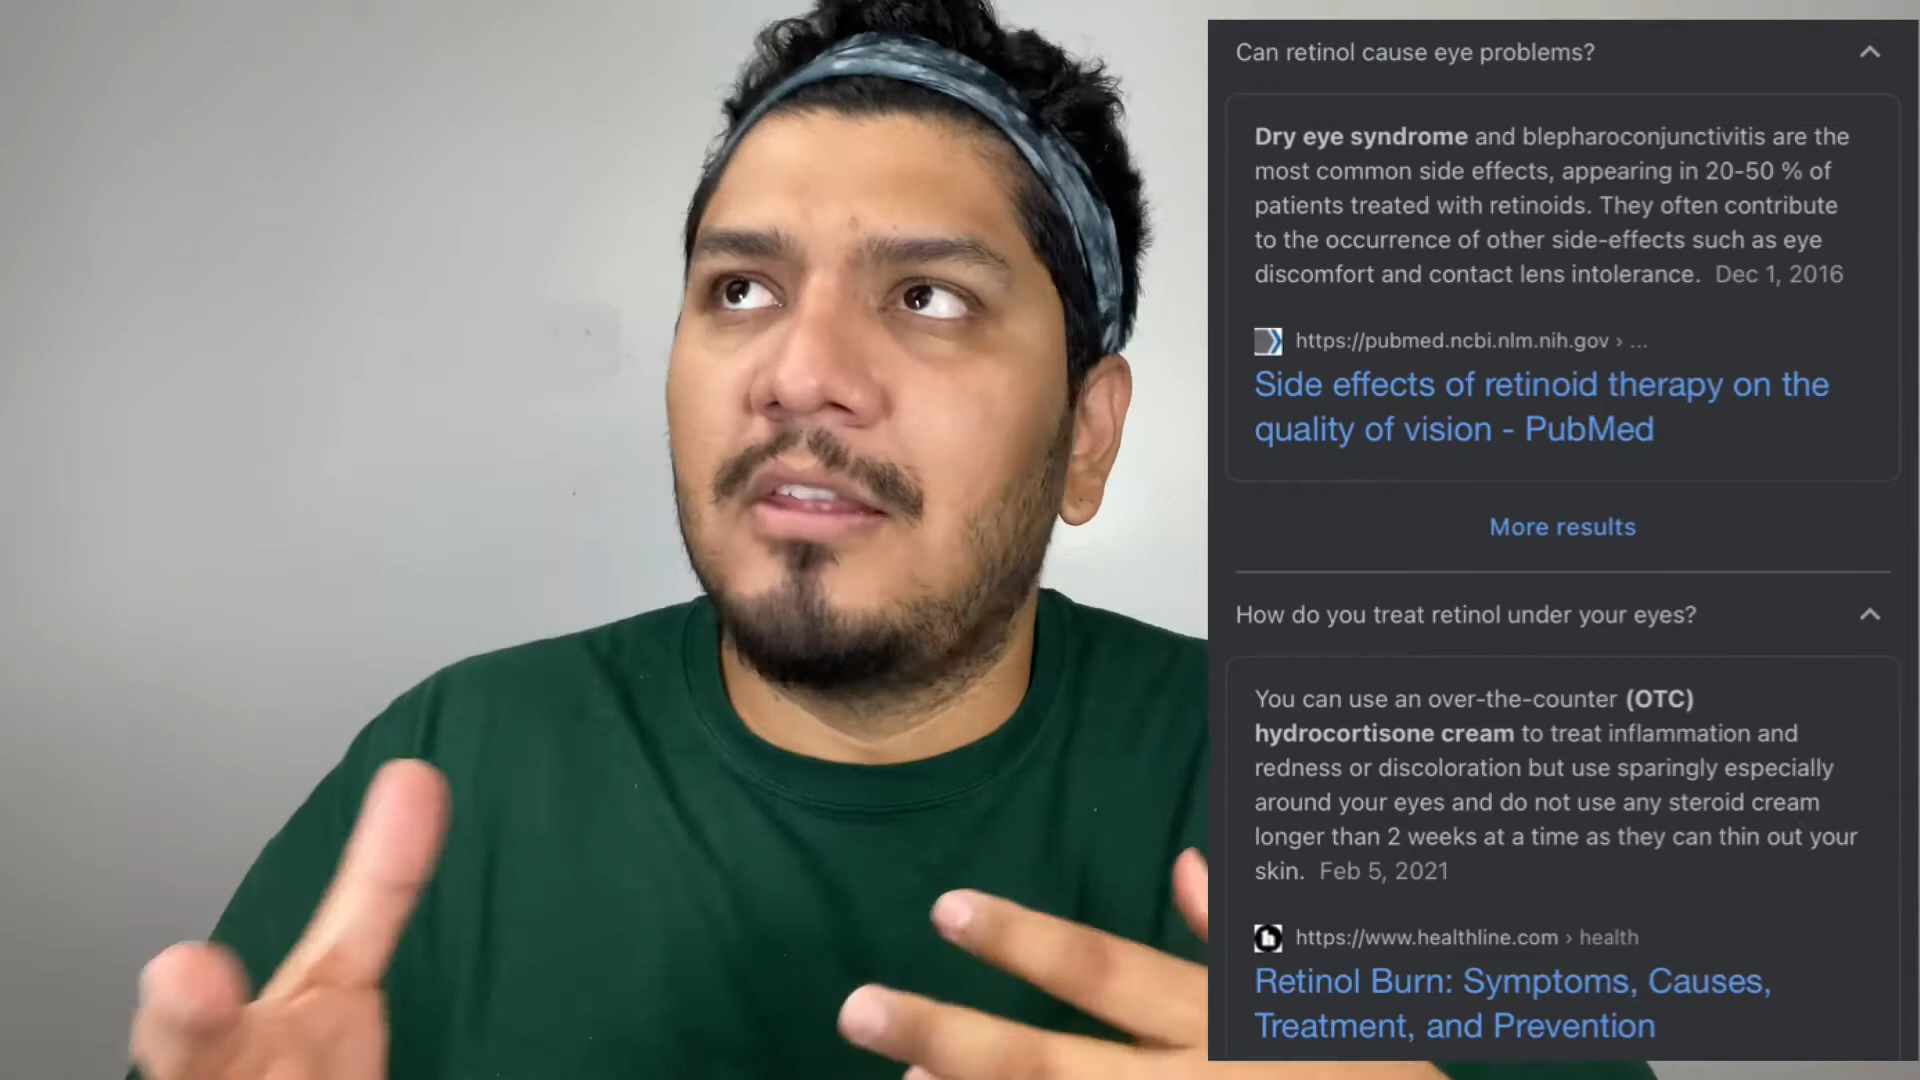 Can retinol cause eye problems?
Dry eye syndrome and blepharoconjunctivitis are the
most common side effects, appearing in 20-50 % of
patients treated with retinoids. They often contribute
to the occurrence of other side-effects such as eye
discomfort and contact lens intolerance. Dec 1, 2016
https://pubmed.ncbi.nlm.nih.gov › ...
Side effects of retinoid therapy on the
quality of vision - PubMed
More results
How do you treat retinol under your eyes?
You can use an over-the-counter (OTC)
hydrocortisone cream to treat inflammation and
redness or discoloration but use sparingly especially
around your eyes and do not use any steroid cream
longer than 2 weeks at a time as they can thin out your
skin. Feb 5, 2021
https://www.healthline.com › health
Retinol Burn: Symptoms, Causes,
Treatment, and Prevention